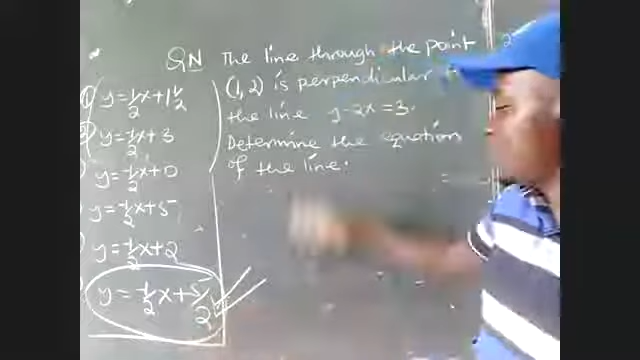 QN The line through the point
(1,2) is perpendicular
the line y-2x=3.
Determine the equation
of the line.
y=½x+1½
y=½x+3
y=-½x+0
y=-½x+5
y=-½x+2
y=-½x+5/2